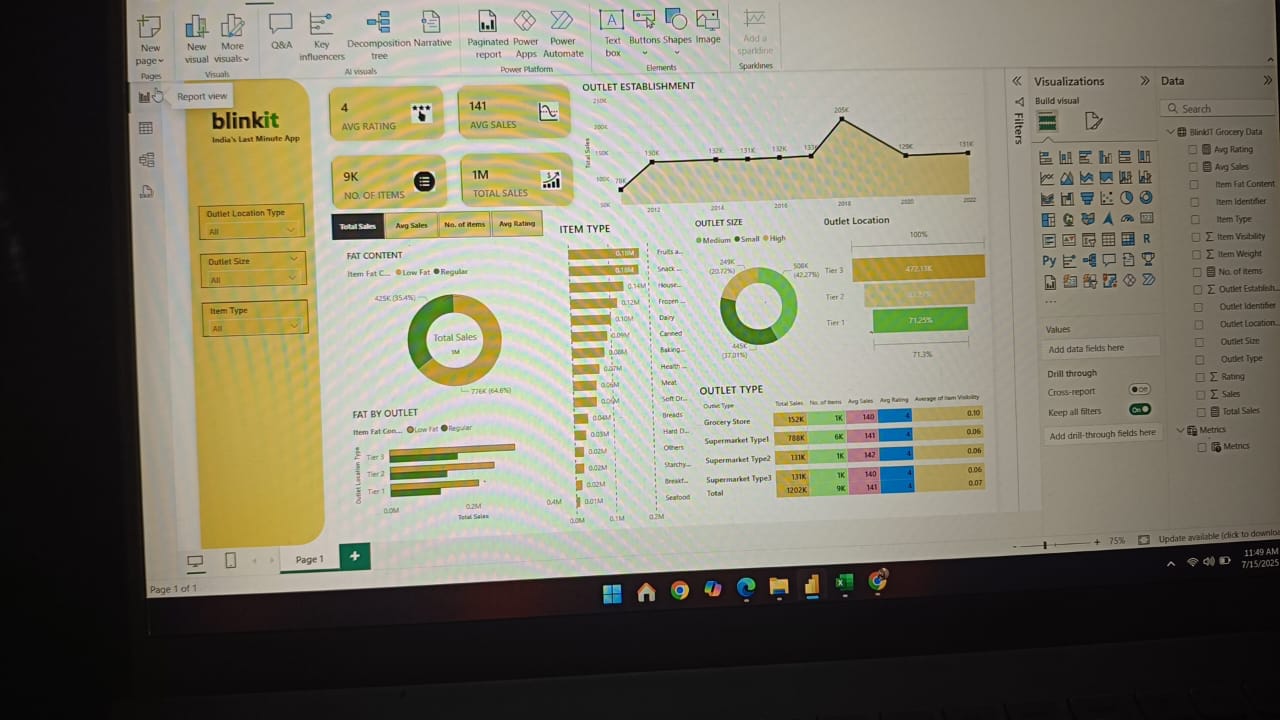 New page
New visual
More visuals
Q&A
Key influencers
Decomposition tree
Narrative
Paginated report
Power Apps
Power Automate
Text box
Buttons
Shapes
Image
Add a sparkline
Pages
Visuals
AI visuals
Power Platform
Elements
Sparklines
Report view
blinkit
India's Last Minute App
Outlet Location Type
All
Outlet Size
All
Item Type
All
4
AVG RATING
141
AVG SALES
9K
NO. OF ITEMS
1M
TOTAL SALES
Total Sales
Avg Sales
No. of Items
Avg Rating
OUTLET ESTABLISHMENT
Total Sales
250K
200K
150K
100K
50K
78K
130K
132K
131K
132K
205K
129K
131K
2012
2014
2016
2018
2020
2022
FAT CONTENT
Item Fat C...
Low Fat
Regular
425K (35.4%)
Total Sales
1M
776K (64.6%)
FAT BY OUTLET
Item Fat Con...
Low Fat
Regular
Outlet Location Type
Tier 3
Tier 2
Tier 1
0.0M
0.2M
0.4M
Total Sales
ITEM TYPE
0.18M
0.18M
0.14M
0.12M
0.10M
0.09M
0.08M
0.07M
0.06M
0.06M
0.04M
0.03M
0.02M
0.02M
0.02M
0.01M
0.0M
0.1M
0.2M
Fruits a...
Snack ...
House...
Frozen ...
Dairy
Canned
Baking...
Health ...
Meat
Soft Dr...
Breads
Hard D...
Others
Starchy...
Breakf...
Seafood
OUTLET SIZE
Medium
Small
High
249K
(20.72%)
508K
(42.27%)
445K
(37.01%)
Outlet Location
100%
Tier 3
472.13K
Tier 2
Tier 1
71.25%
71.3%
OUTLET TYPE
Outlet Type
Total Sales
No. of Items
Avg Sales
Avg Rating
Average of Item Visibility
Grocery Store
152K
1K
140
4
0.10
Supermarket Type1
788K
6K
141
4
0.06
Supermarket Type2
131K
1K
142
4
0.06
Supermarket Type3
131K
1K
140
4
0.06
Total
1202K
9K
141
4
0.07
Filters
Visualizations
Build visual
R
Py
Values
Add data fields here
Drill through
Cross-report
Off
Keep all filters
On
Add drill-through fields here
Data
Search
BlinkIT Grocery Data
Avg Rating
Avg Sales
Item Fat Content
Item Identifier
Item Type
Item Visibility
Item Weight
No. of Items
Outlet Establish...
Outlet Identifier
Outlet Location...
Outlet Size
Outlet Type
Rating
Sales
Total Sales
Metrics
Metrics
Page 1
Page 1 of 1
75%
Update available (click to downloa
11:49 AM
7/15/2025